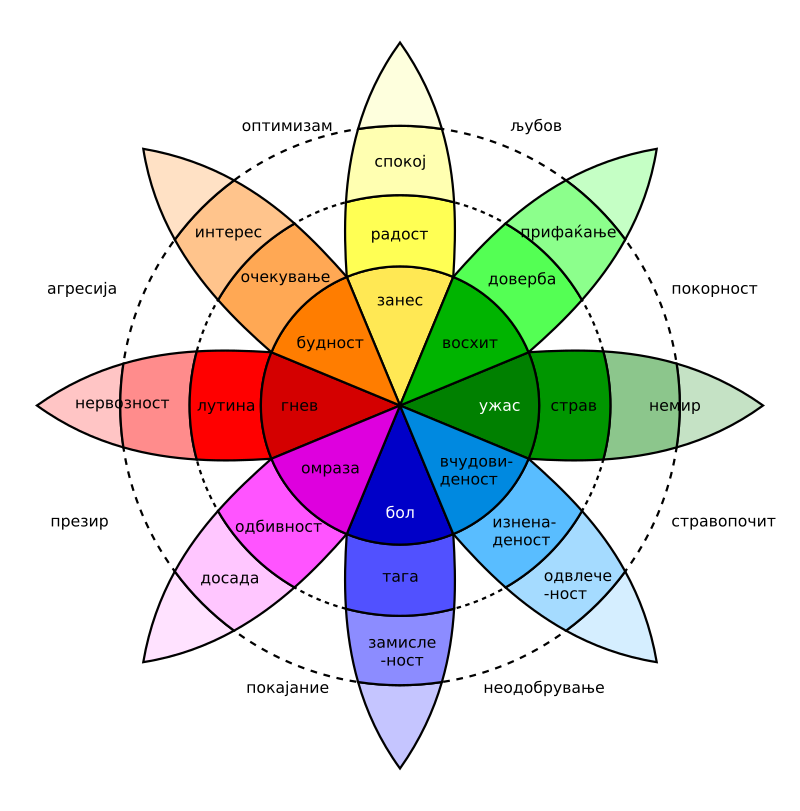 оптимизам
љубов
спокој
интерес
радост
прифаќање
очекување
доверба
агресија
покорност
занес
будност
восхит
нервозност
лутина
гнев
ужас
страв
немир
омраза
вчудови-
деност
бол
презир
одбивност
изнена-
деност
стравопочит
досада
тага
одвлече
-ност
замисле
-ност
покајание
неодобрување